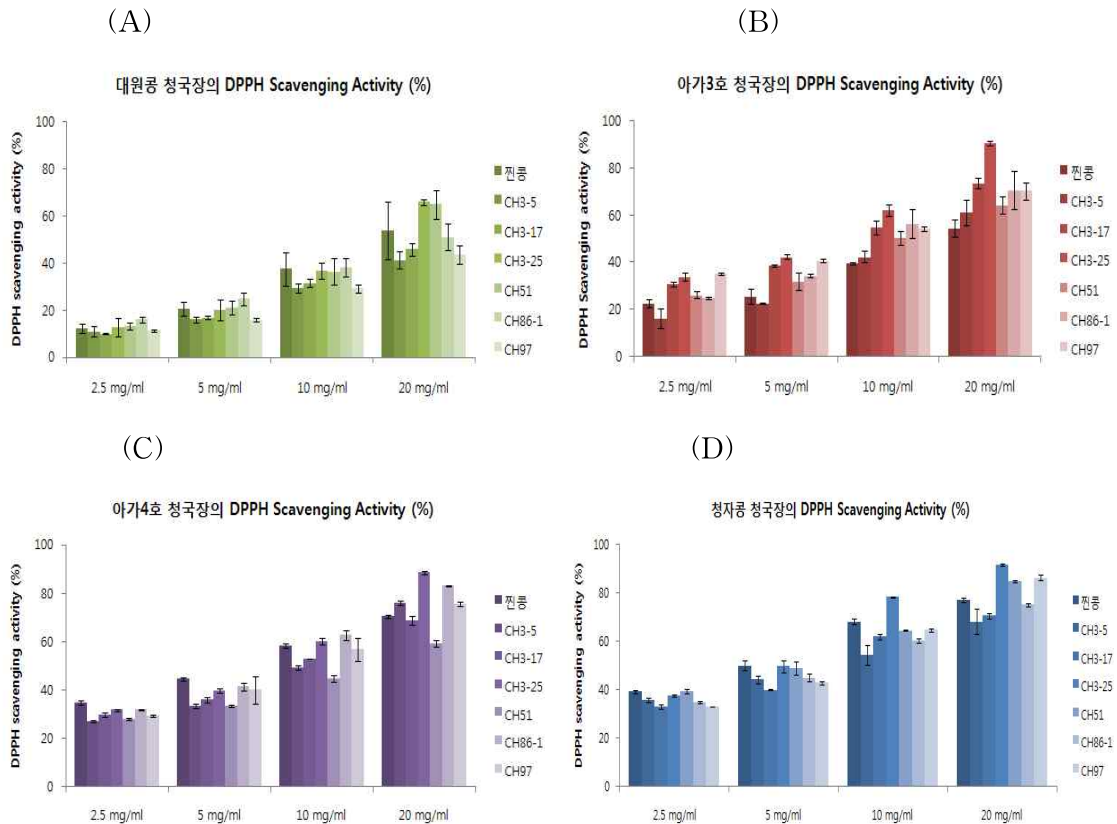 (A)
대원콩 청국장의 DPPH Scavenging Activity (%)
DPPH scavenging activity (%)
100
80
60
40
20
0
2.5 mg/ml
5 mg/ml
10 mg/ml
20 mg/ml
찐콩
CH3-5
CH3-17
CH3-25
CH51
CH86-1
CH97
(B)
아가3호 청국장의 DPPH Scavenging Activity (%)
DPPH Scavenging activity (%)
100
80
60
40
20
0
2.5 mg/ml
5 mg/ml
10 mg/ml
20 mg/ml
찐콩
CH3-5
CH3-17
CH3-25
CH51
CH86-1
CH97
(C)
아가4호 청국장의 DPPH Scavenging Activity (%)
DPPH scavenging activity (%)
100
80
60
40
20
0
2.5 mg/ml
5 mg/ml
10 mg/ml
20 mg/ml
찐콩
CH3-5
CH3-17
CH3-25
CH51
CH86-1
CH97
(D)
청자콩 청국장의 DPPH Scavenging Activity (%)
DPPH scavenging activity (%)
100
80
60
40
20
0
2.5 mg/ml
5 mg/ml
10 mg/ml
20 mg/ml
찐콩
CH3-5
CH3-17
CH3-25
CH51
CH86-1
CH97